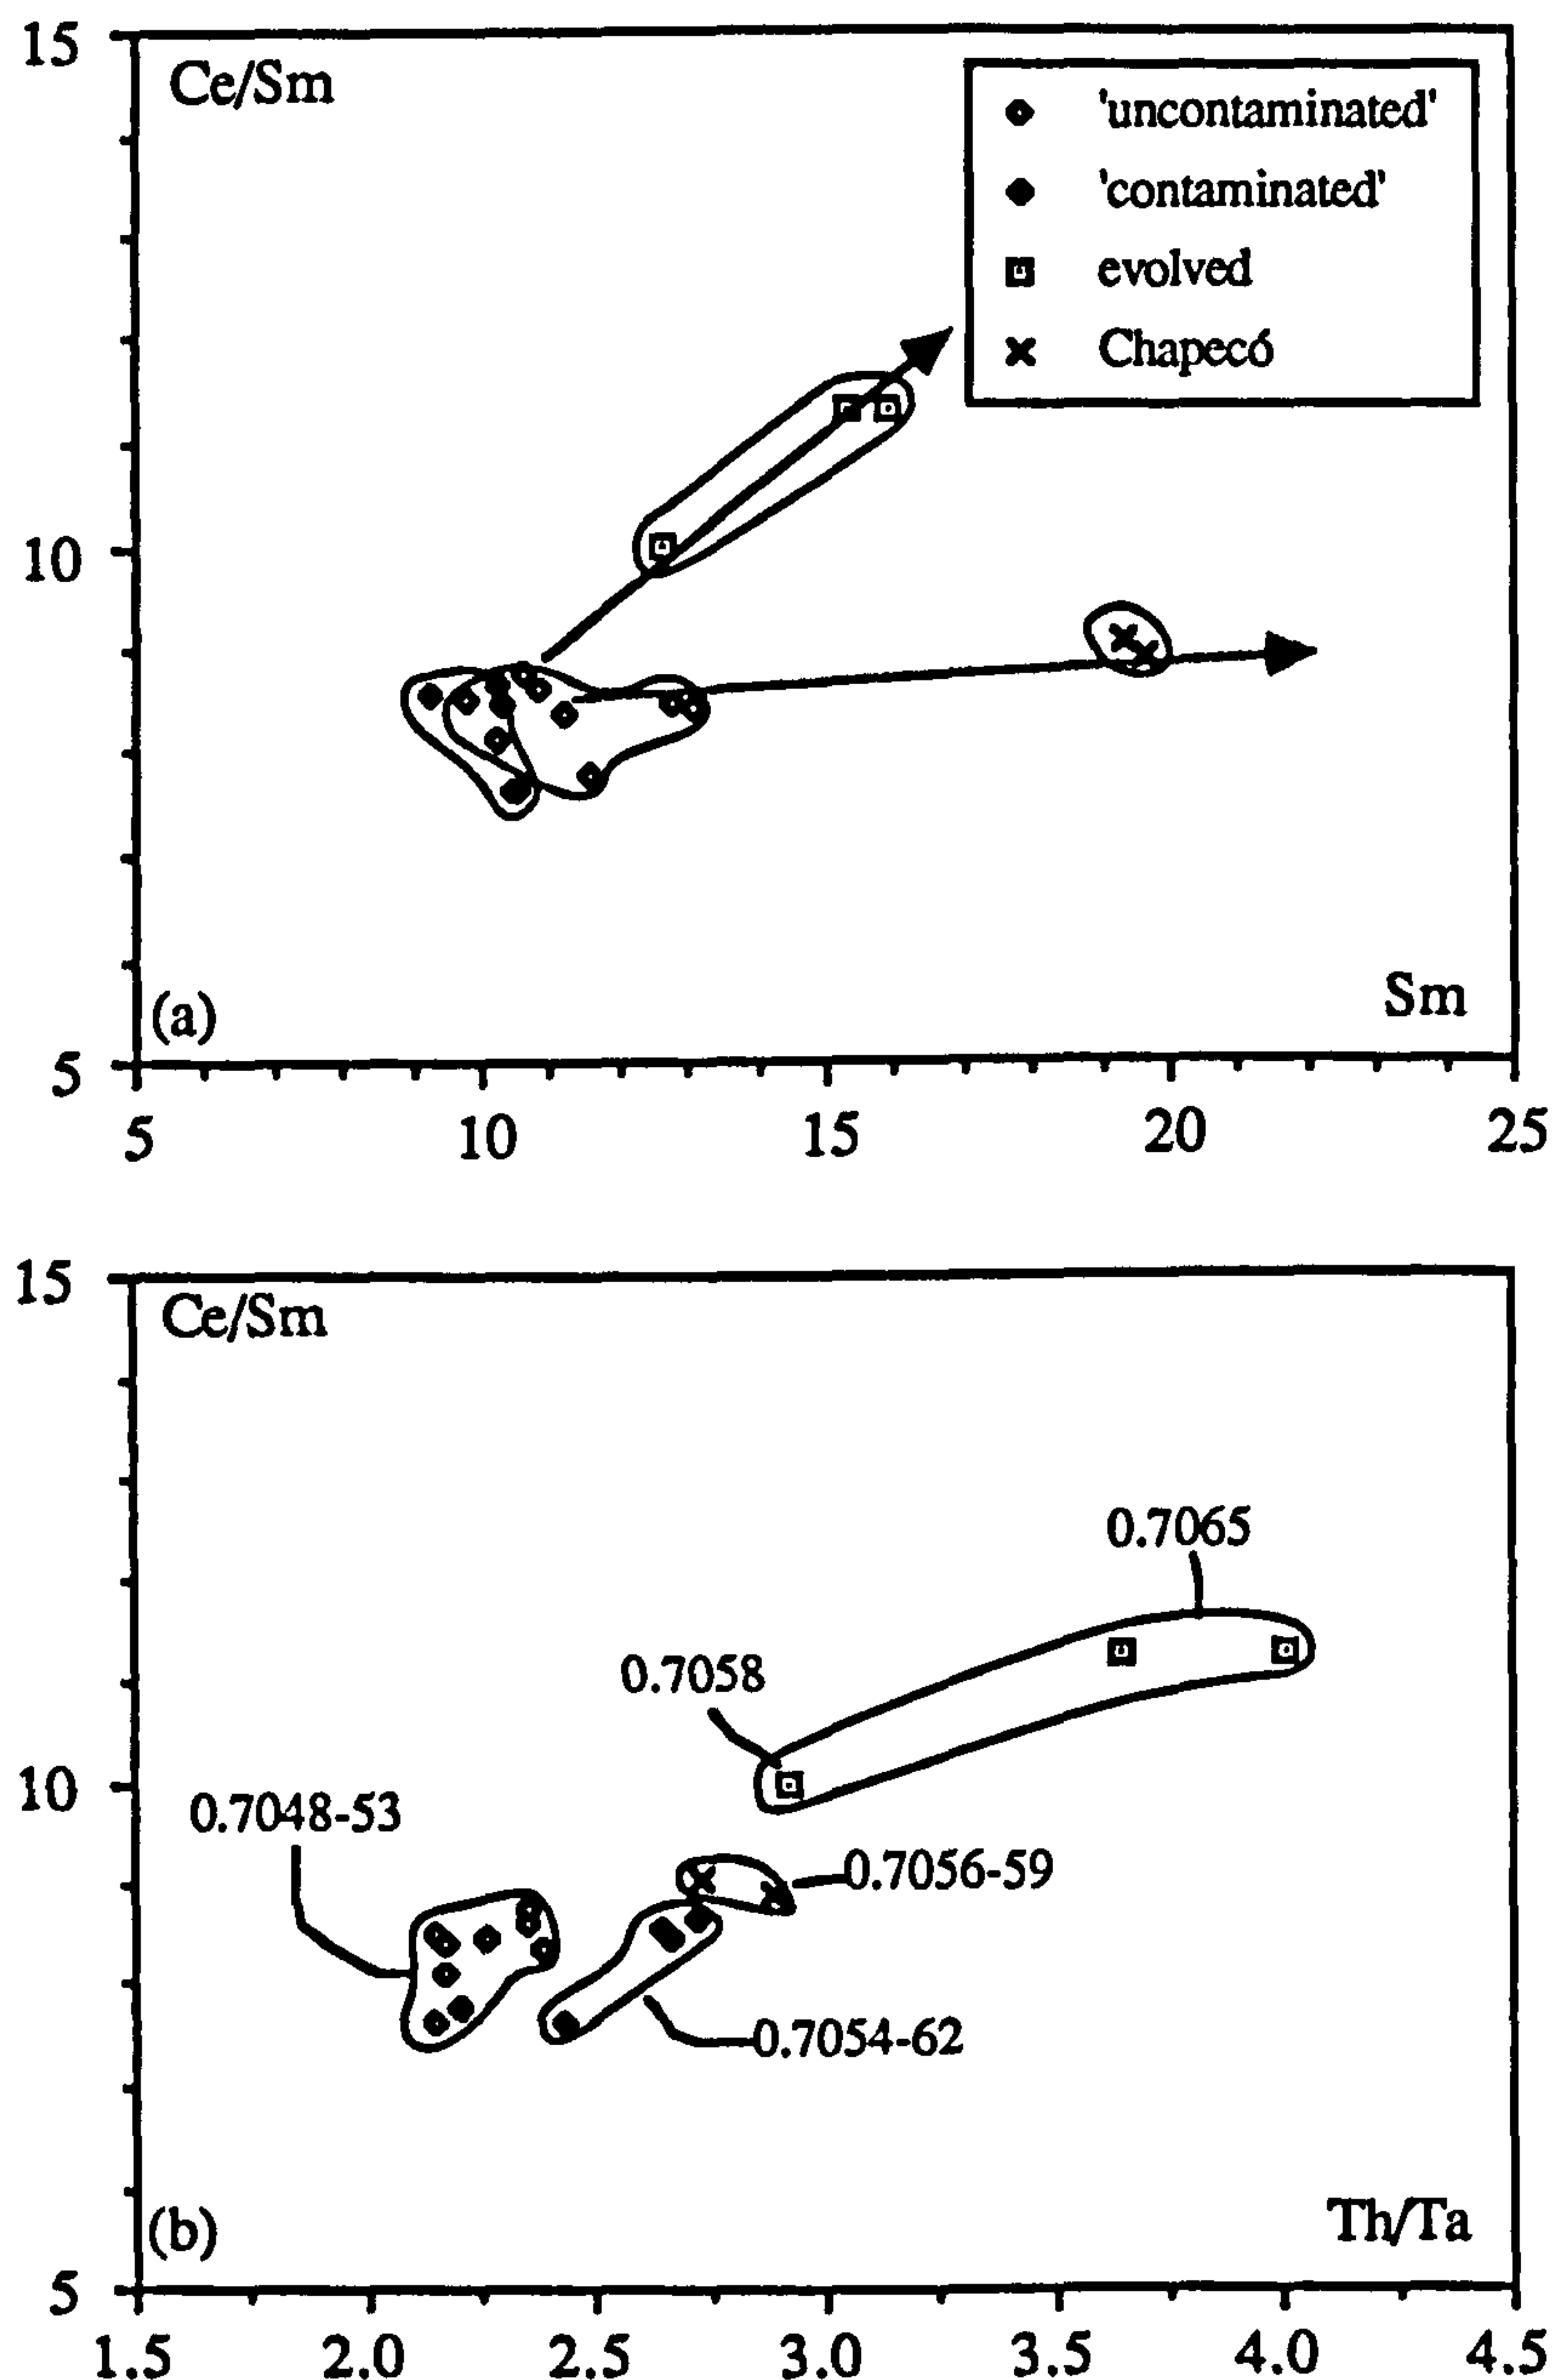 15
Ce/Sm
'uncontaminated'
'contaminated'
evolved
Chapecó
10
(a)
Sm
5
5 10 15 20 25
15
Ce/Sm
0.7065
0.7058
10
0.7048-53
0.7056-59
0.7054-62
(b)
Th/Ta
5
1.5 2.0 2.5 3.0 3.5 4.0 4.5